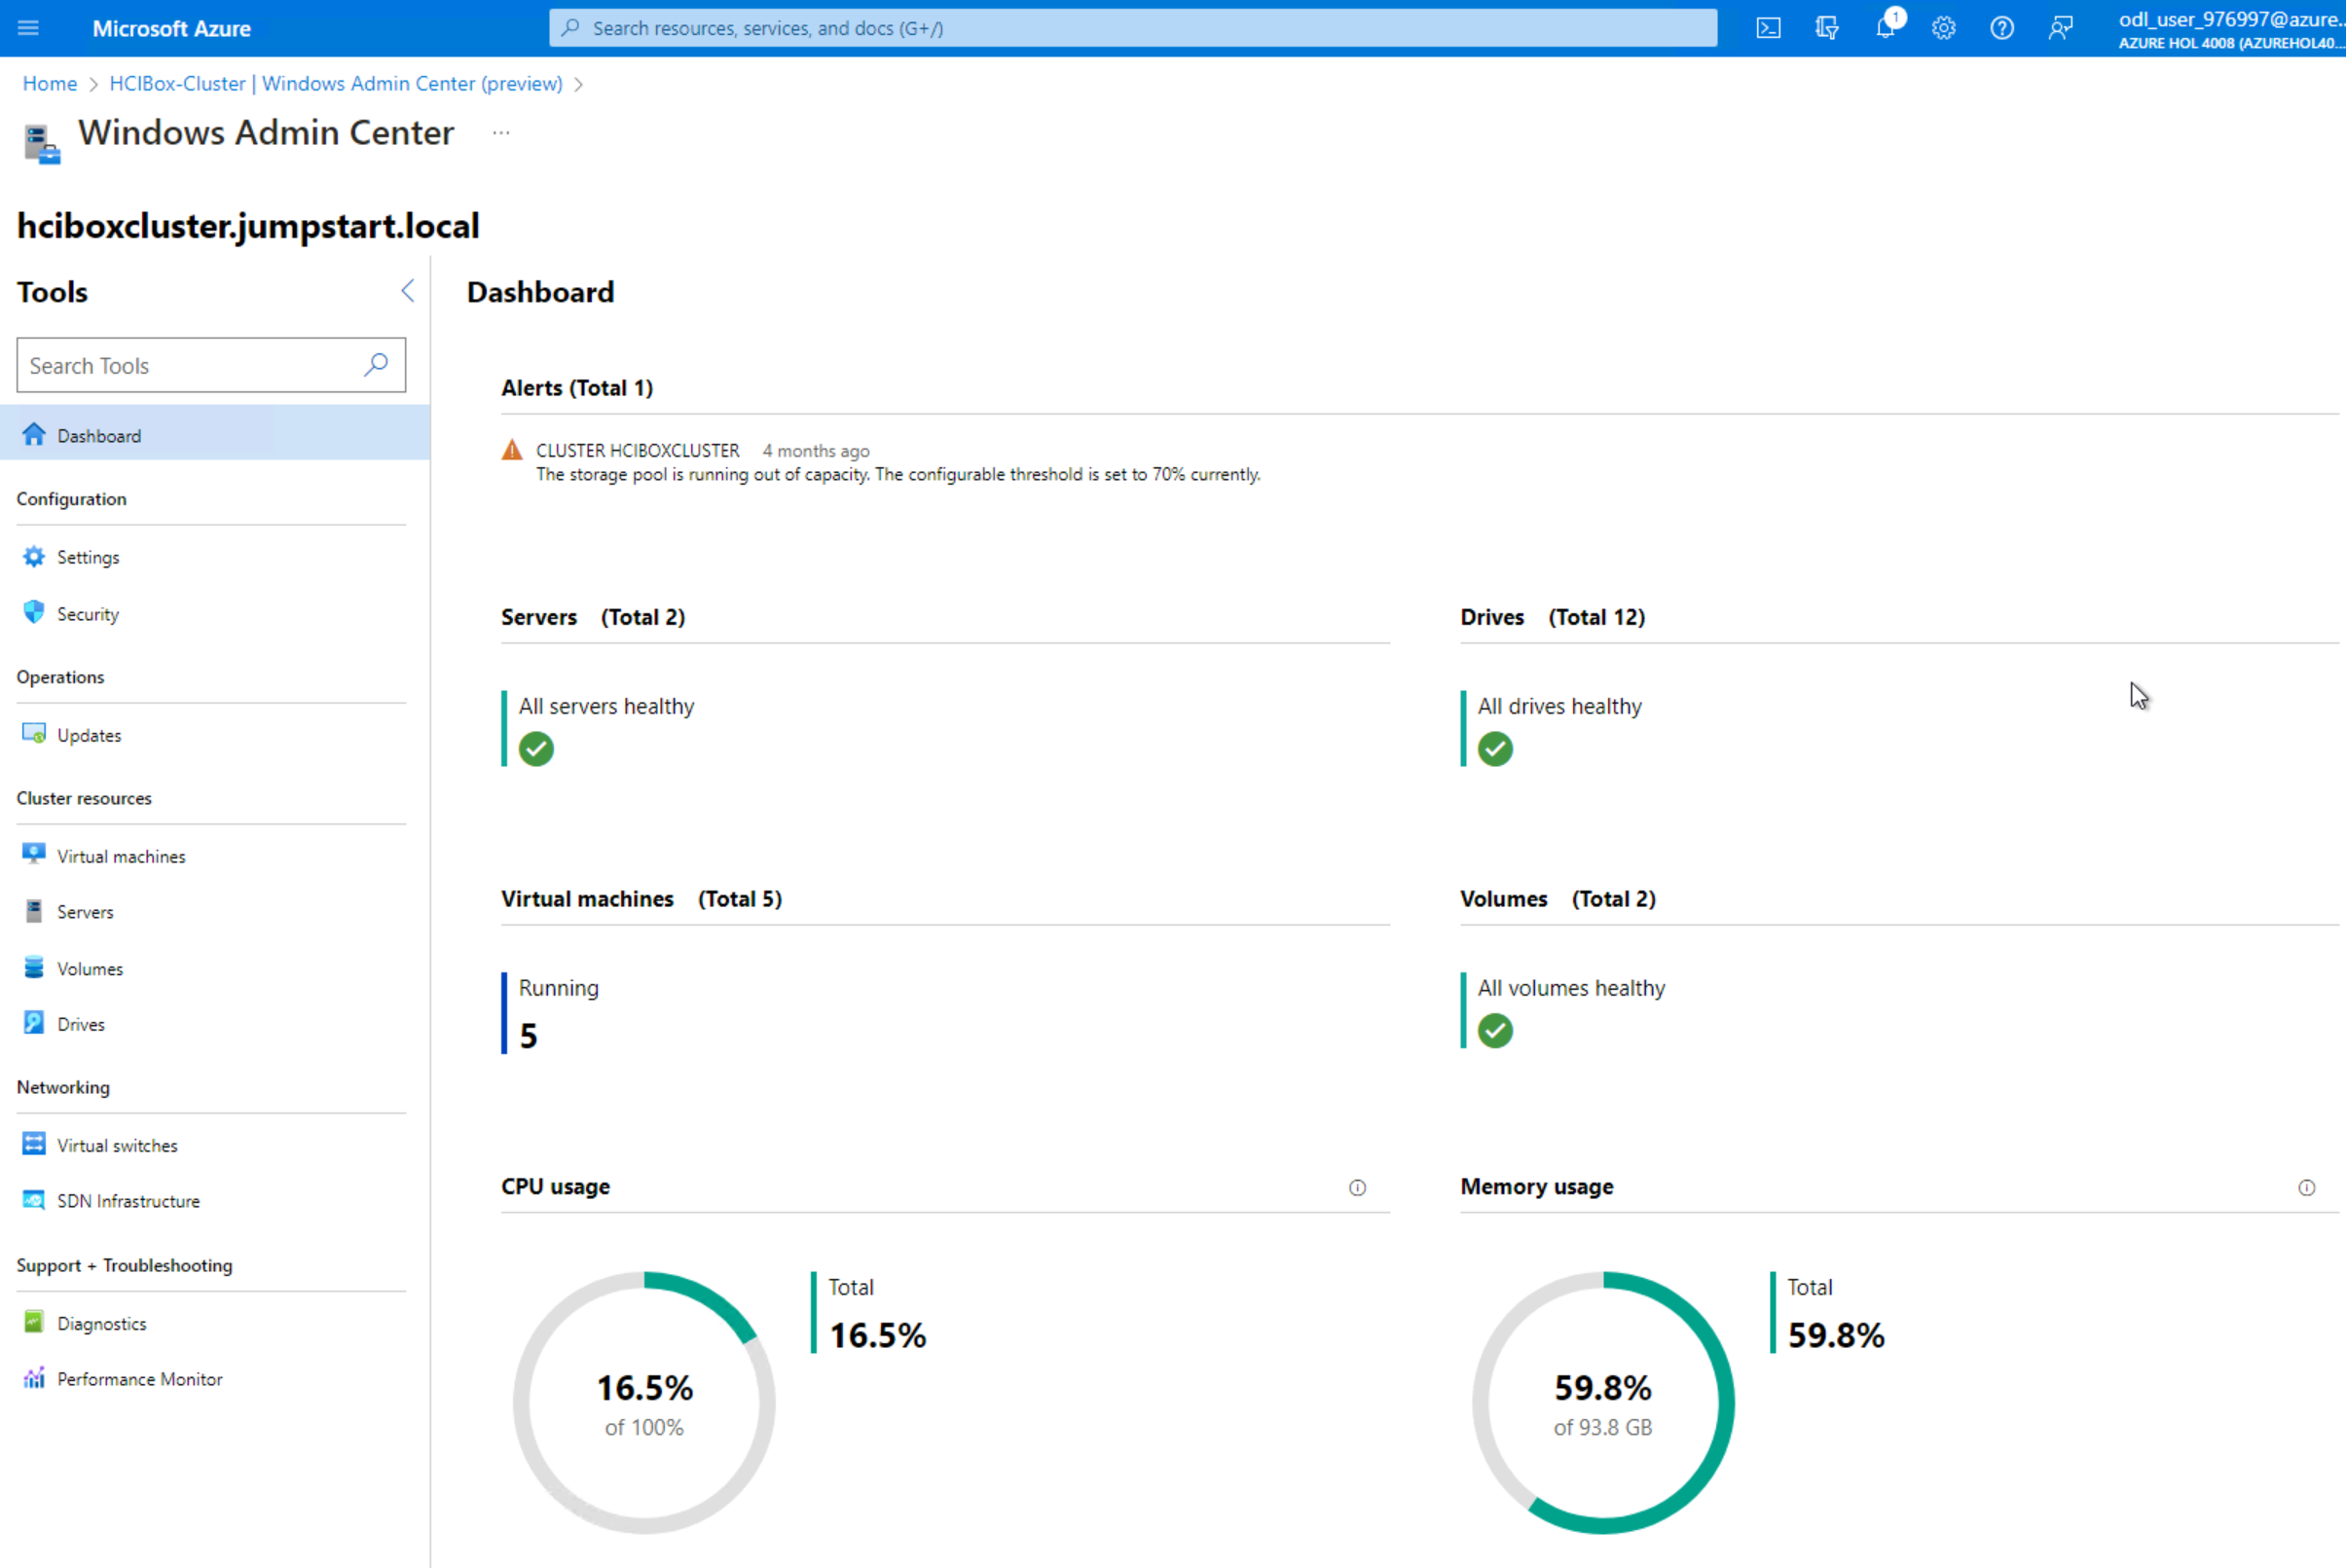 Microsoft Azure
Search resources, services, and docs (G+/)
1
odl_user_976997@azure...
AZURE HOL 4008 (AZUREHOL40...
Home > HCIBox-Cluster | Windows Admin Center (preview) >
Windows Admin Center ...
hciboxcluster.jumpstart.local
Tools
Search Tools
Dashboard
Configuration
Settings
Security
Operations
Updates
Cluster resources
Virtual machines
Servers
Volumes
Drives
Networking
Virtual switches
SDN Infrastructure
Support + Troubleshooting
Diagnostics
Performance Monitor
Dashboard
Alerts (Total 1)
CLUSTER HCIBOXCLUSTER 4 months ago
The storage pool is running out of capacity. The configurable threshold is set to 70% currently.
Servers (Total 2)
All servers healthy
Drives (Total 12)
All drives healthy
Virtual machines (Total 5)
Running
5
Volumes (Total 2)
All volumes healthy
CPU usage
16.5%
of 100%
Total
16.5%
Memory usage
59.8%
of 93.8 GB
Total
59.8%